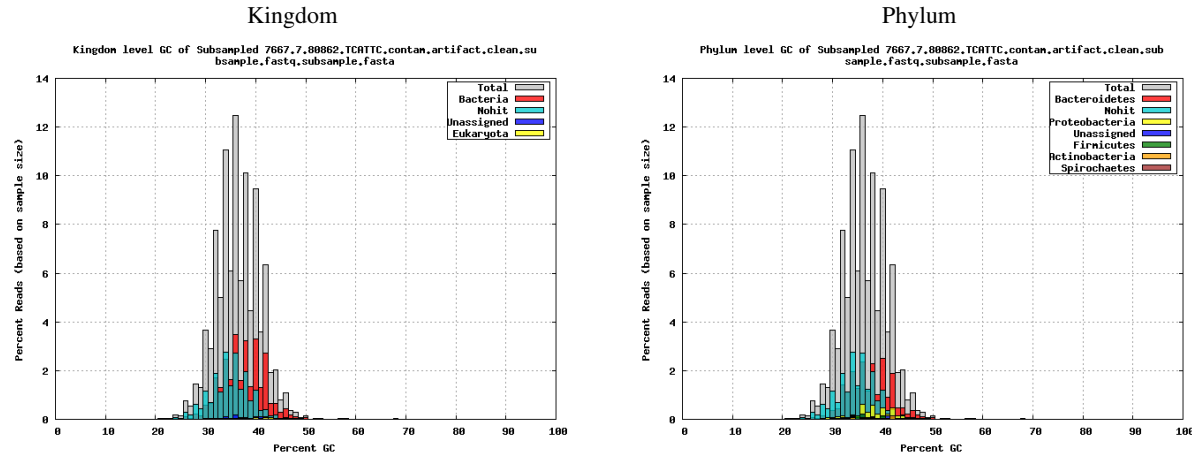 Kingdom
Kingdom level GC of Subsampled 7667.7.80862.TCATTC.contam.artifact.clean.su
bsample.fastq.subsample.fasta
14
12
10
8
6
4
2
0
Percent Reads (based on sample size)
Total
Bacteria
Nohit
Unassigned
Eukaryota
0 10 20 30 40 50 60 70 80 90 100
Percent GC
Phylum
Phylum level GC of Subsampled 7667.7.80862.TCATTC.contam.artifact.clean.sub
sample.fastq.subsample.fasta
14
12
10
8
6
4
2
0
Percent Reads (based on sample size)
Total
Bacteroidetes
Nohit
Proteobacteria
Unassigned
Firmicutes
Actinobacteria
Spirochaetes
0 10 20 30 40 50 60 70 80 90 100
Percent GC